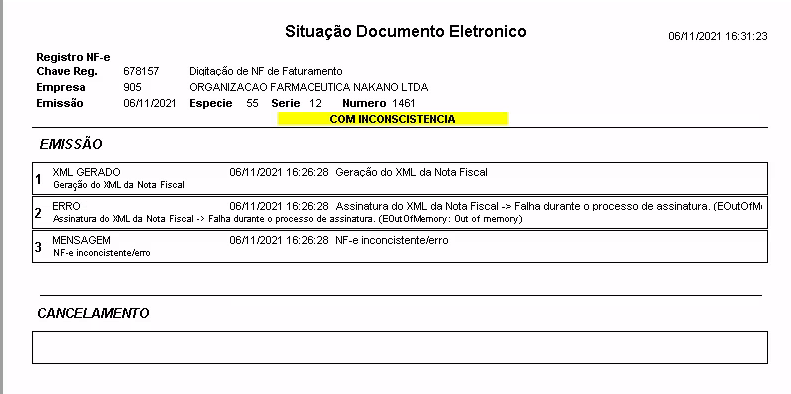 Situação Documento Eletronico
06/11/2021 16:31:23
Registro NF-e
Chave Reg. 678157 Digitação de NF de Faturamento
Empresa 905 ORGANIZACAO FARMACEUTICA NAKANO LTDA
Emissão 06/11/2021 Especie 55 Serie 12 Numero 1461
COM INCONSCISTENCIA
EMISSÃO
1 XML GERADO 06/11/2021 16:26:28 Geração do XML da Nota Fiscal
Geração do XML da Nota Fiscal
2 ERRO 06/11/2021 16:26:28 Assinatura do XML da Nota Fiscal -> Falha durante o processo de assinatura. (EOutOfM
Assinatura do XML da Nota Fiscal -> Falha durante o processo de assinatura. (EOutOfMemory: Out of memory)
3 MENSAGEM 06/11/2021 16:26:28 NF-e inconcistente/erro
NF-e inconcistente/erro
CANCELAMENTO